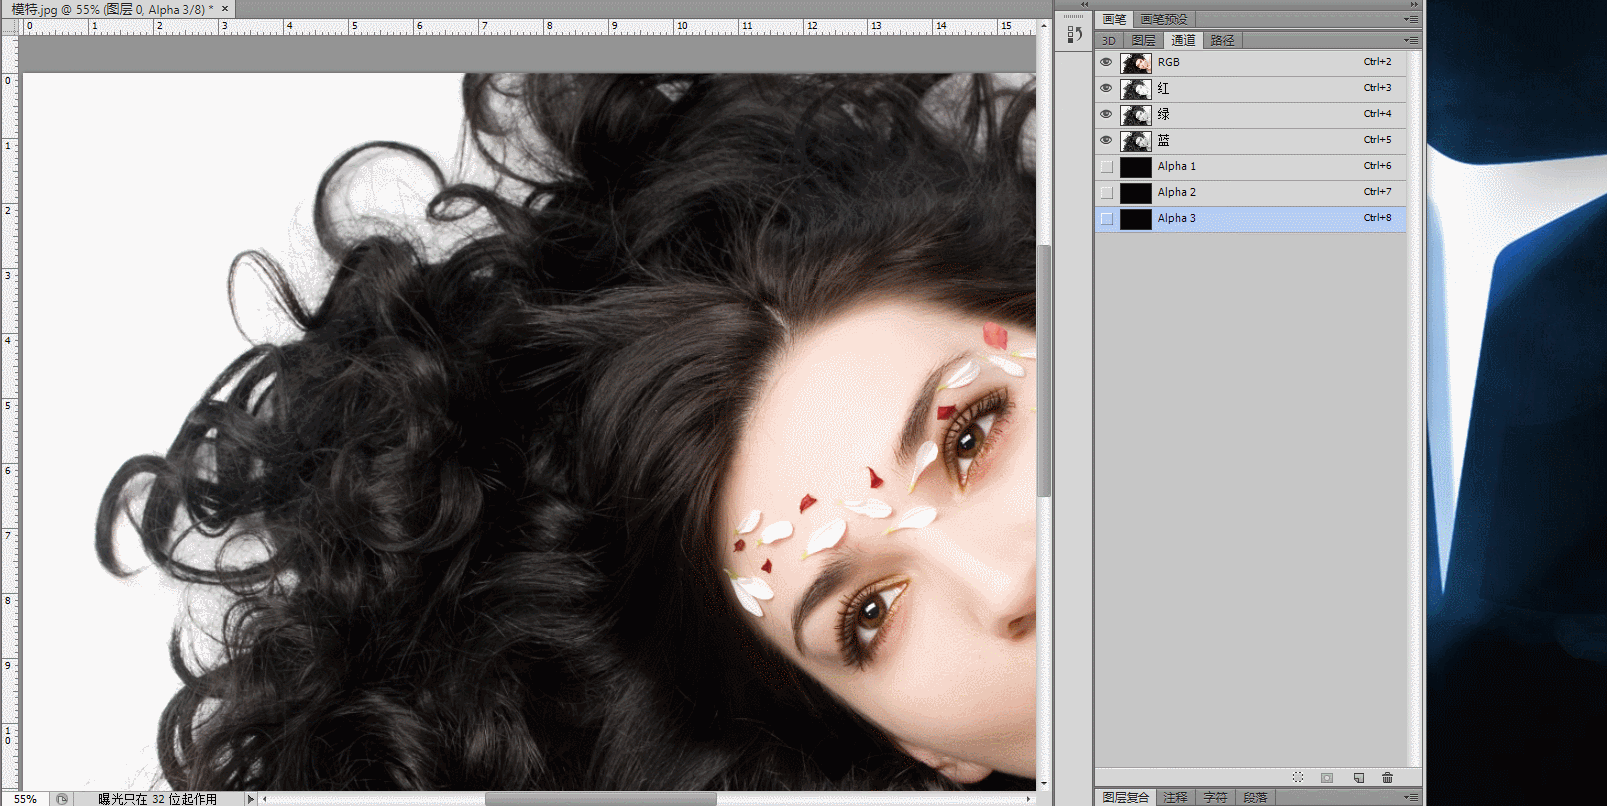 模特.jpg @ 55% (图层 0, Alpha 3/8) * ×
0 1 2 3 4 5 6 7 8 9 10 11 12 13 14 15
0
1
2
3
4
5
6
7
8
9
10
55% 曝光只在 32 位起作用
画笔 画笔预设
3D 图层 通道 路径
RGB Ctrl+2
红 Ctrl+3
绿 Ctrl+4
蓝 Ctrl+5
Alpha 1 Ctrl+6
Alpha 2 Ctrl+7
Alpha 3 Ctrl+8
图层复合 注释 字符 段落